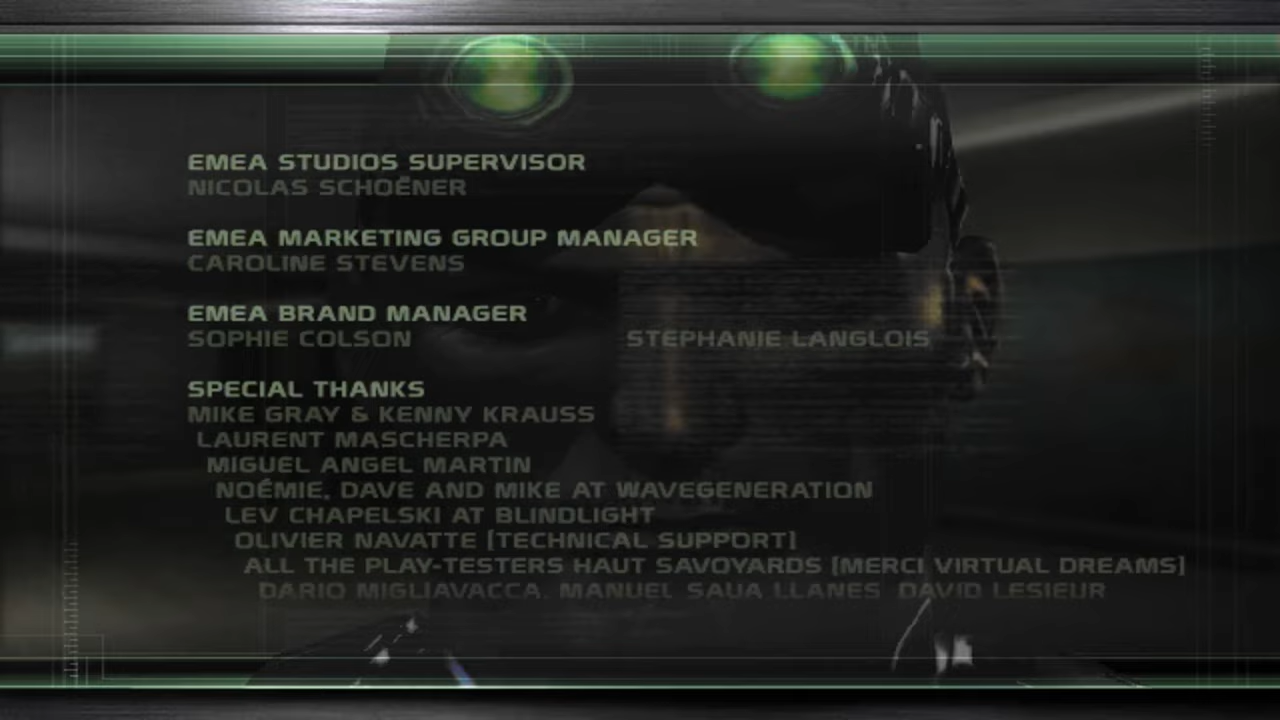 EMEA STUDIOS SUPERVISOR
NICOLAS SCHOËNER
EMEA MARKETING GROUP MANAGER
CAROLINE STEVENS
EMEA BRAND MANAGER
SOPHIE COLSON STEPHANIE LANGLOIS
SPECIAL THANKS
MIKE GRAY & KENNY KRAUSS
LAURENT MASCHERPA
MIGUEL ANGEL MARTIN
NOÉMIE, DAVE AND MIKE AT WAVEGENERATION
LEV CHAPELSKI AT BLINDLIGHT
OLIVIER NAVATTE [TECHNICAL SUPPORT]
ALL THE PLAY-TESTERS HAUT SAVOYARDS [MERCI VIRTUAL DREAMS]
DARIO MIGLIAVACCA, MANUEL SAUA LLANES, DAVID LESIEUR